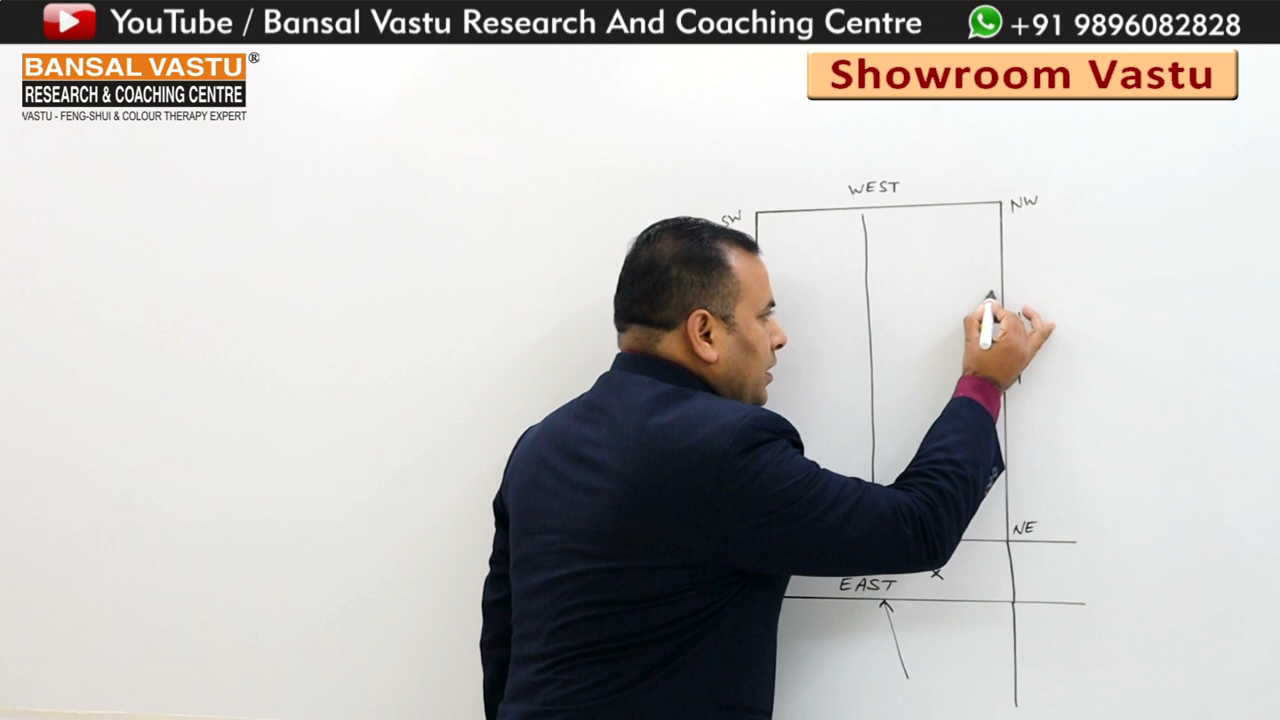 YouTube / Bansal Vastu Research And Coaching Centre
+91 9896082828
BANSAL VASTU®
RESEARCH & COACHING CENTRE
VASTU - FENG-SHUI & COLOUR THERAPY EXPERT
Showroom Vastu
WEST
SW
NW
NE
EAST